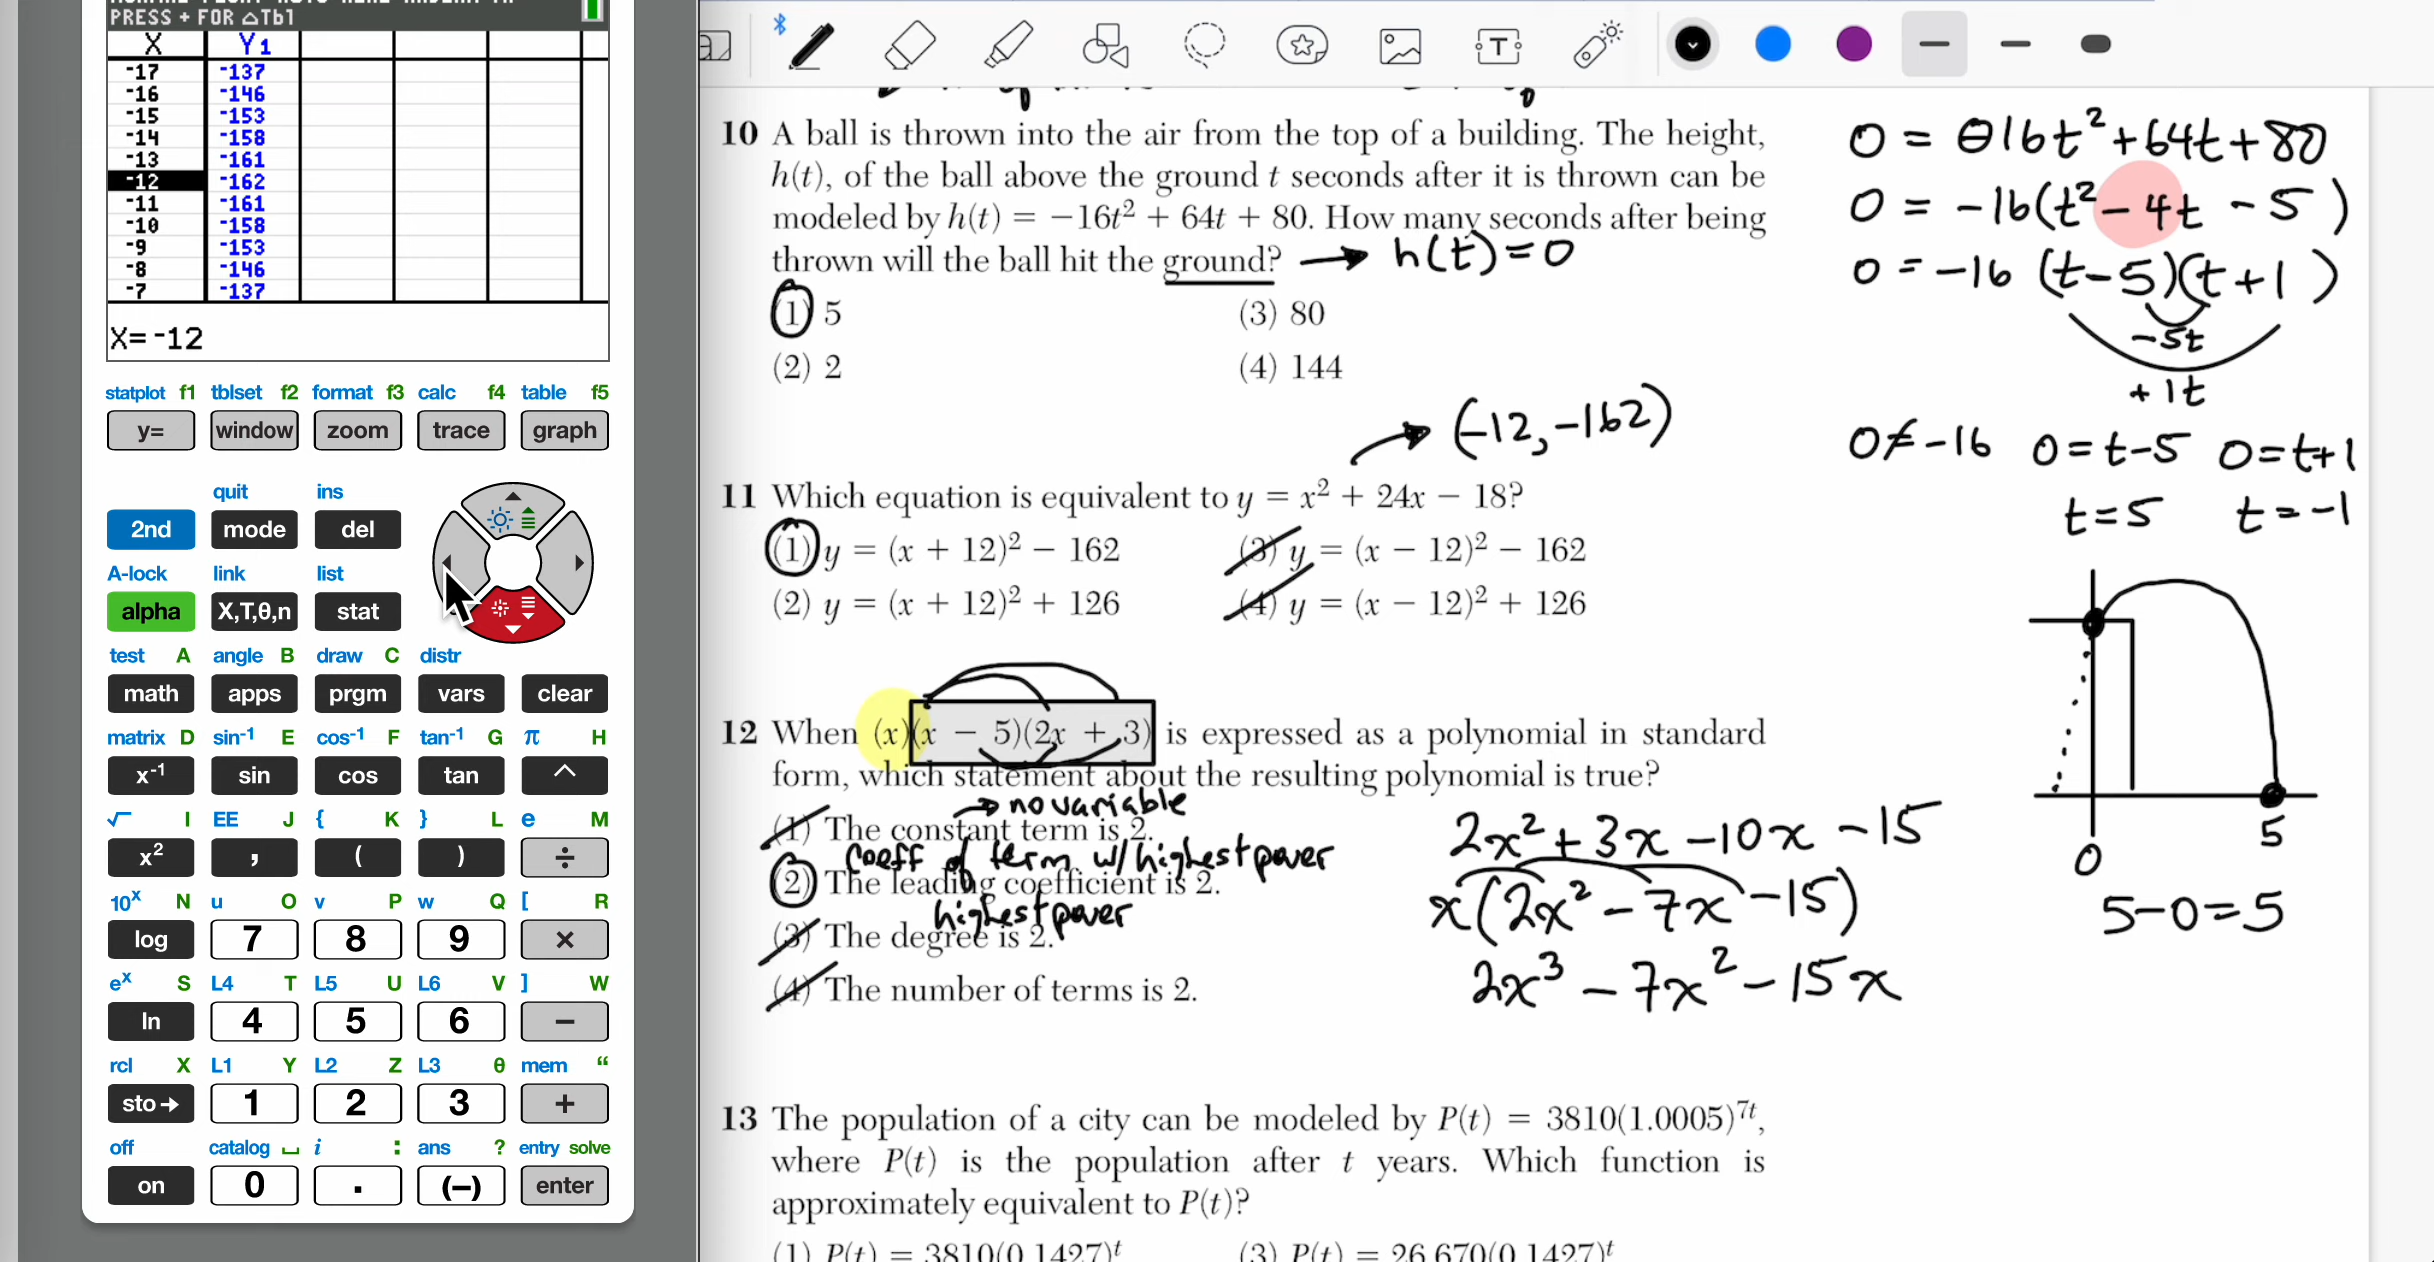 PRESS + FOR △Tbl
X Y1
-17 -137
-16 -146
-15 -153
-14 -158
-13 -161
-12 -162
-11 -161
-10 -158
-9 -153
-8 -146
-7 -137
X=-12
statplot f1 tblset f2 format f3 calc f4 table f5
y= window zoom trace graph
quit ins
2nd mode del
A-lock link list
alpha X,T,θ,n stat
test A angle B draw C distr
math apps prgm vars clear
matrix D sin⁻¹ E cos⁻¹ F tan⁻¹ G π H
x⁻¹ sin cos tan ^
√ I EE J { K } L e M
x² , ( ) ÷
10ˣ N u O v P w Q [ R
log 7 8 9 ×
eˣ S L4 T L5 U L6 V ] W
ln 4 5 6 −
rcl X L1 Y L2 Z L3 θ mem “
sto→ 1 2 3 +
off catalog ⎵ i : ans ? entry solve
on 0 . (−) enter
T
10 A ball is thrown into the air from the top of a building. The height,
h(t), of the ball above the ground t seconds after it is thrown can be
modeled by h(t) = −16t² + 64t + 80. How many seconds after being
thrown will the ball hit the ground? → h(t)=0
(1) 5 (3) 80
(2) 2 (4) 144
0 = −16t²+64t+80
0 = −16(t²−4t−5)
0 = −16(t−5)(t+1)
−5t
+1t
0≠−16 0=t−5 0=t+1
t=5 t=−1
→ (−12,−162)
11 Which equation is equivalent to y = x² + 24x − 18?
(1) y = (x + 12)² − 162 (3) y = (x − 12)² − 162
(2) y = (x + 12)² + 126 (4) y = (x − 12)² + 126
0 5
5−0=5
12 When (x)(x − 5)(2x + 3) is expressed as a polynomial in standard
form, which statement about the resulting polynomial is true?
→ no variable
(1) The constant term is 2.
coeff of term w/ highest power
(2) The leading coefficient is 2.
highest power
(3) The degree is 2.
(4) The number of terms is 2.
2x²+3x−10x−15
x(2x²−7x−15)
2x³−7x²−15x
13 The population of a city can be modeled by P(t) = 3810(1.0005)⁷ᵗ,
where P(t) is the population after t years. Which function is
approximately equivalent to P(t)?
(1) P(t) = 3810(0.1427)ᵗ (3) P(t) = 26,670(0.1427)ᵗ